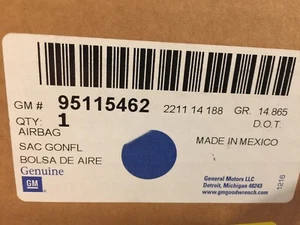 GM # 95115462 2211 14 188 GR. 14.865
QTY: 1 D.O.T.
AIRBAG MADE IN MEXICO
SAC GONFL
BOLSA DE AIRE
Genuine
GM
General Motors LLC
Detroit, Michigan 48243
www.gmgoodwrench.com
1216